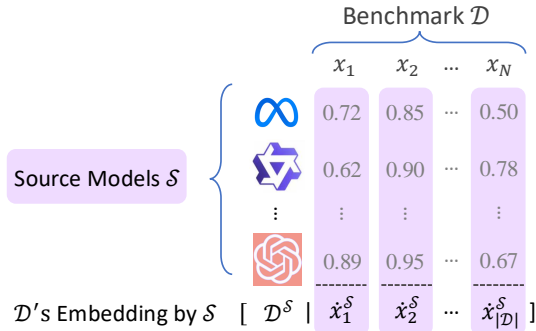 Benchmark 𝒟
x₁ x₂ ... x_N
0.72 0.85 ... 0.50
Source Models 𝒮
0.62 0.90 ... 0.78
⋮ ⋮ ⋮ ⋮
0.89 0.95 ... 0.67
𝒟's Embedding by 𝒮 [ 𝒟^𝒮 | ẋ₁^𝒮 ẋ₂^𝒮 ... ẋ_{|𝒟|}^𝒮 ]